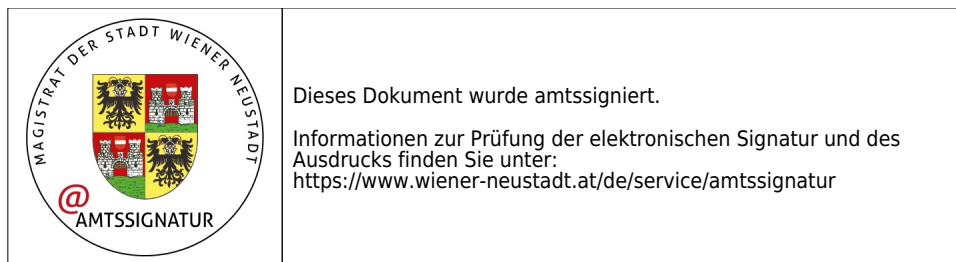 MAGISTRAT DER STADT WIENER NEUSTADT
@
AMTSSIGNATUR
Dieses Dokument wurde amtssigniert.
Informationen zur Prüfung der elektronischen Signatur und des
Ausdrucks finden Sie unter:
https://www.wiener-neustadt.at/de/service/amtssignatur